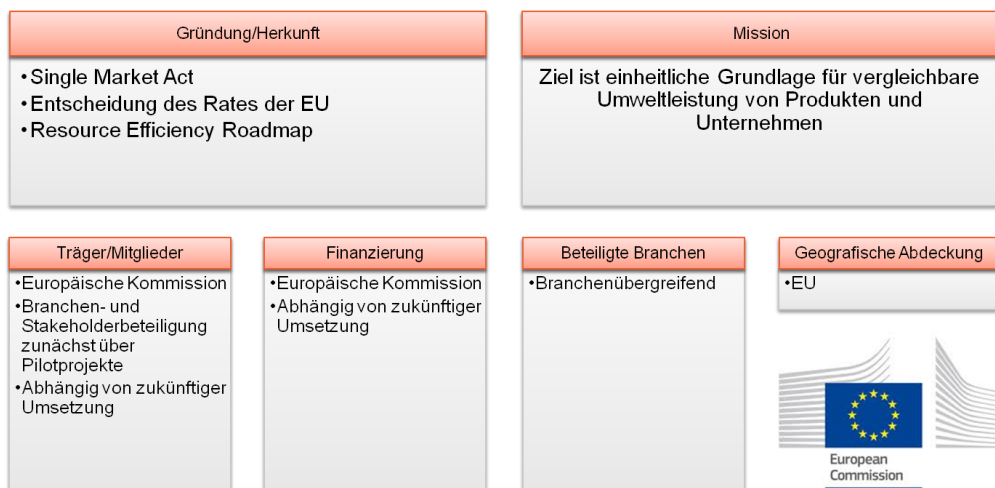 Gründung/Herkunft
•Single Market Act
•Entscheidung des Rates der EU
•Resource Efficiency Roadmap
Mission
Ziel ist einheitliche Grundlage für vergleichbare
Umweltleistung von Produkten und
Unternehmen
Träger/Mitglieder
•Europäische Kommission
•Branchen- und
Stakeholderbeteiligung
zunächst über
Pilotprojekte
•Abhängig von zukünftiger
Umsetzung
Finanzierung
•Europäische Kommission
•Abhängig von zukünftiger
Umsetzung
Beteiligte Branchen
•Branchenübergreifend
Geografische Abdeckung
•EU
European
Commission